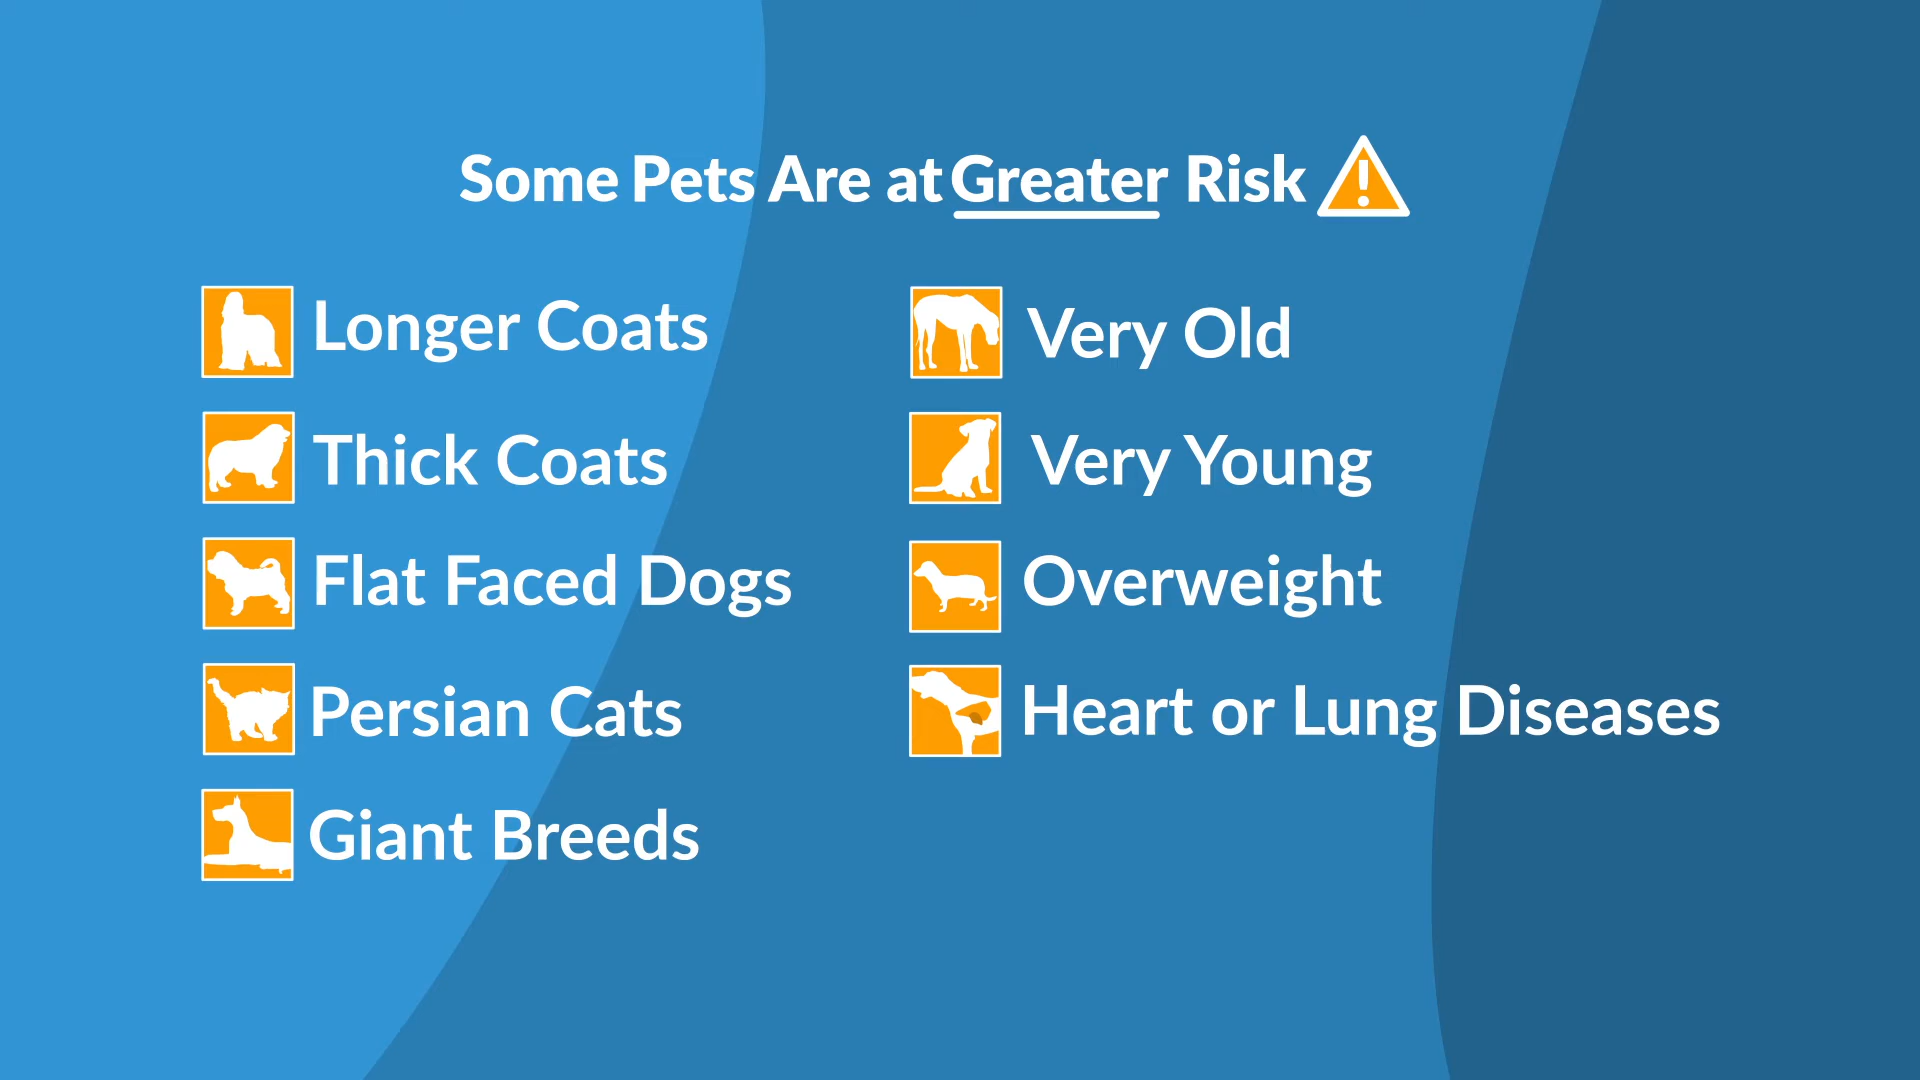 Some Pets Are at Greater Risk
Longer Coats
Thick Coats
Flat Faced Dogs
Persian Cats
Giant Breeds
Very Old
Very Young
Overweight
Heart or Lung Diseases